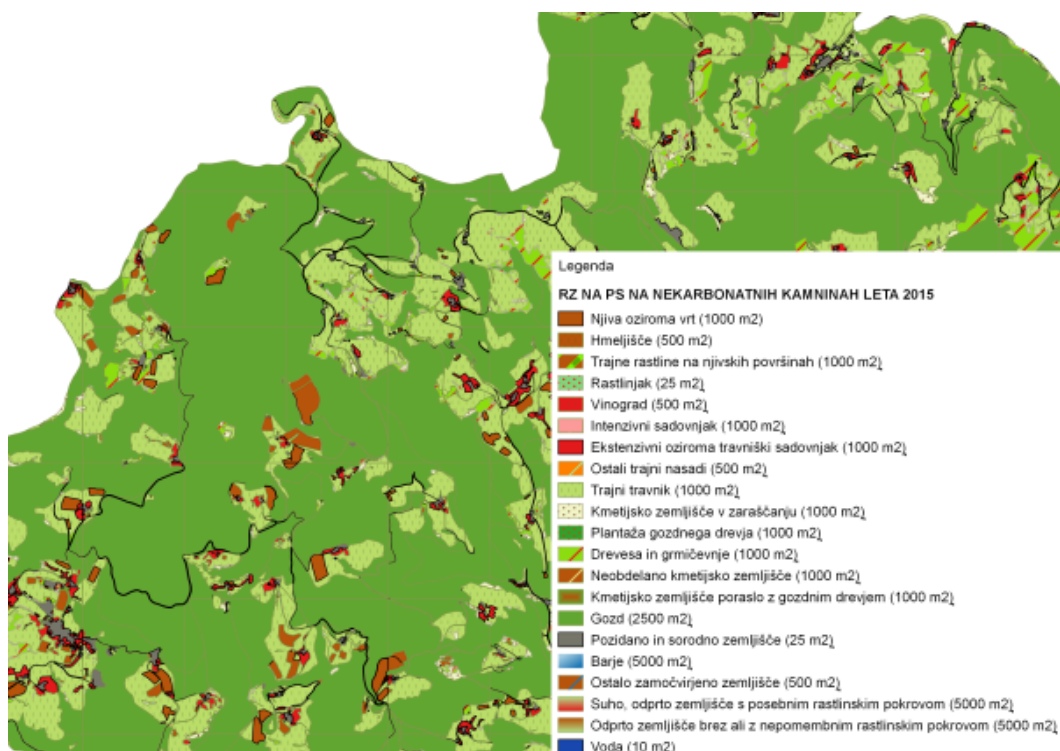 Legenda
RZ NA PS NA NEKARBONATNIH KAMNINAH LETA 2015
Njiva oziroma vrt (1000 m2)
Hmeljišče (500 m2)
Trajne rastline na njivskih površinah (1000 m2)
Rastlinjak (25 m2)
Vinograd (500 m2)
Intenzivni sadovnjak (1000 m2)
Ekstenzivni oziroma travniški sadovnjak (1000 m2)
Ostali trajni nasadi (500 m2)
Trajni travnik (1000 m2)
Kmetijsko zemljišče v zaraščanju (1000 m2)
Plantaža gozdnega drevja (1000 m2)
Drevesa in grmičevnje (1000 m2)
Neobdelano kmetijsko zemljišče (1000 m2)
Kmetijsko zemljišče poraslo z gozdnim drevjem (1000 m2)
Gozd (2500 m2)
Pozidano in sorodno zemljišče (25 m2)
Barje (5000 m2)
Ostalo zamočvirjeno zemljišče (500 m2)
Suho, odprto zemljišče s posebnim rastlinskim pokrovom (5000 m2)
Odprto zemljišče brez ali z nepomembnim rastlinskim pokrovom (5000 m2)
Voda (10 m2)